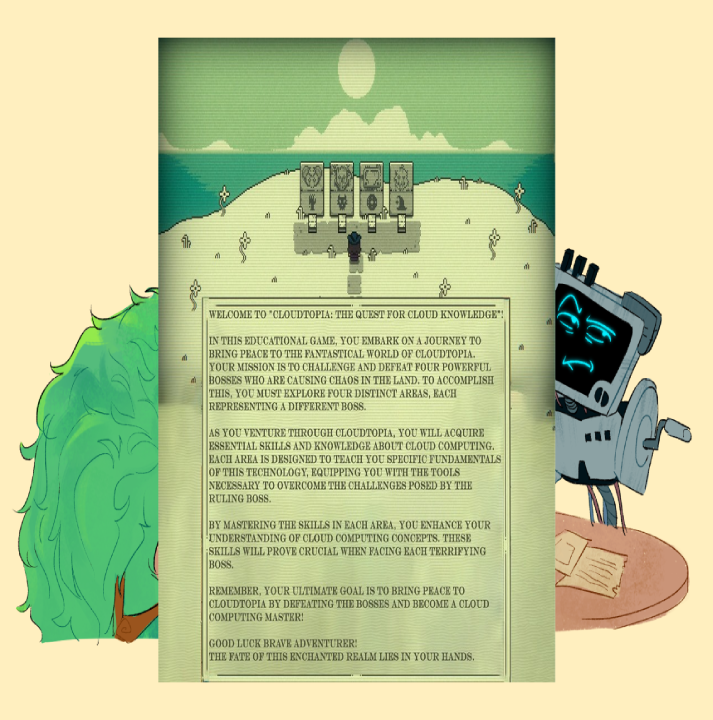 WELCOME TO "CLOUDTOPIA: THE QUEST FOR CLOUD KNOWLEDGE"!
IN THIS EDUCATIONAL GAME, YOU EMBARK ON A JOURNEY TO
BRING PEACE TO THE FANTASTICAL WORLD OF CLOUDTOPIA.
YOUR MISSION IS TO CHALLENGE AND DEFEAT FOUR POWERFUL
BOSSES WHO ARE CAUSING CHAOS IN THE LAND. TO ACCOMPLISH
THIS, YOU MUST EXPLORE FOUR DISTINCT AREAS, EACH
REPRESENTING A DIFFERENT BOSS.
AS YOU VENTURE THROUGH CLOUDTOPIA, YOU WILL ACQUIRE
ESSENTIAL SKILLS AND KNOWLEDGE ABOUT CLOUD COMPUTING.
EACH AREA IS DESIGNED TO TEACH YOU SPECIFIC FUNDAMENTALS
OF THIS TECHNOLOGY, EQUIPPING YOU WITH THE TOOLS
NECESSARY TO OVERCOME THE CHALLENGES POSED BY THE
RULING BOSS.
BY MASTERING THE SKILLS IN EACH AREA, YOU ENHANCE YOUR
UNDERSTANDING OF CLOUD COMPUTING CONCEPTS. THESE
SKILLS WILL PROVE CRUCIAL WHEN FACING EACH TERRIFYING
BOSS.
REMEMBER, YOUR ULTIMATE GOAL IS TO BRING PEACE TO
CLOUDTOPIA BY DEFEATING THE BOSSES AND BECOME A CLOUD
COMPUTING MASTER!
GOOD LUCK BRAVE ADVENTURER!
THE FATE OF THIS ENCHANTED REALM LIES IN YOUR HANDS.